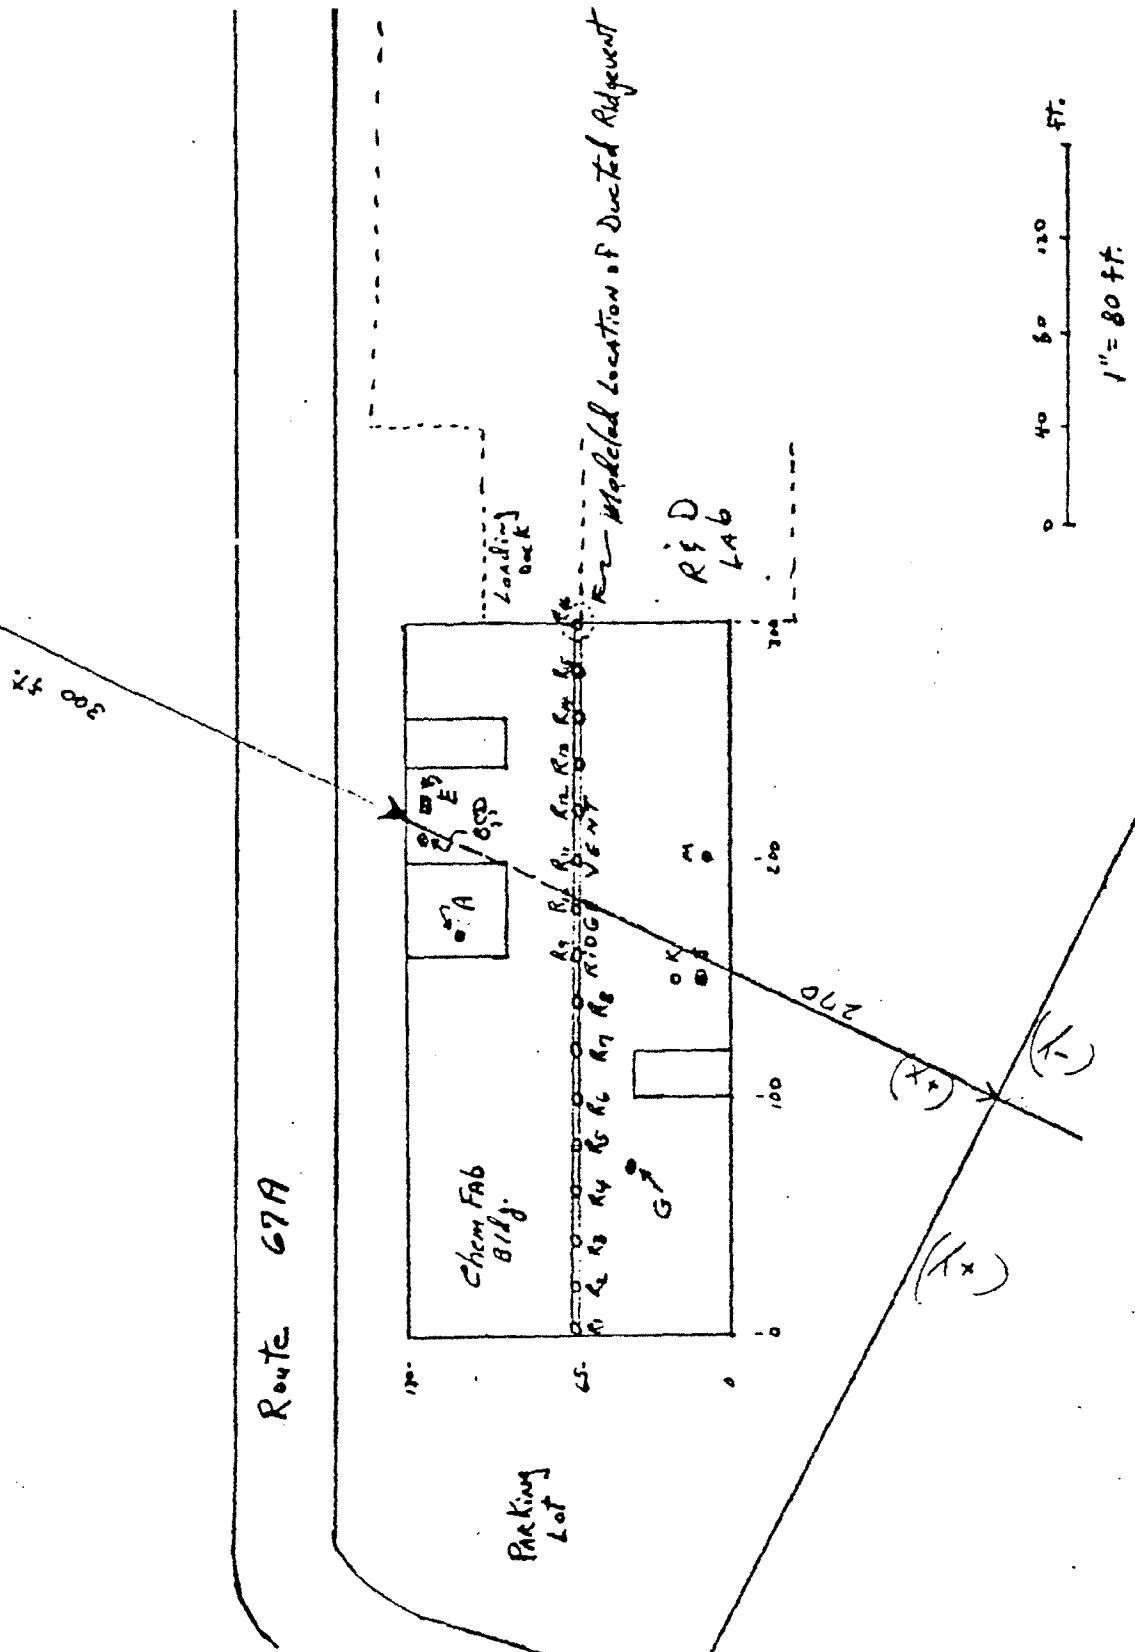 Route 67A
300 ft.
Parking
Lot
Chem Fab
Bldg.
Loading
Dock
Modeled Location of Ducted Ridgevent
R & D
LAB
A
BCD
E
R1 R2 R3 R4 R5 R6 R7 R8 R9 R10 R11 R12 R13 R14 R15 R16
RIDGE VENT
G
K
M
130
65
0
0
100
200
300
270
(X+)
(Y-)
0 40 80 120 ft.
1" = 80 ft.